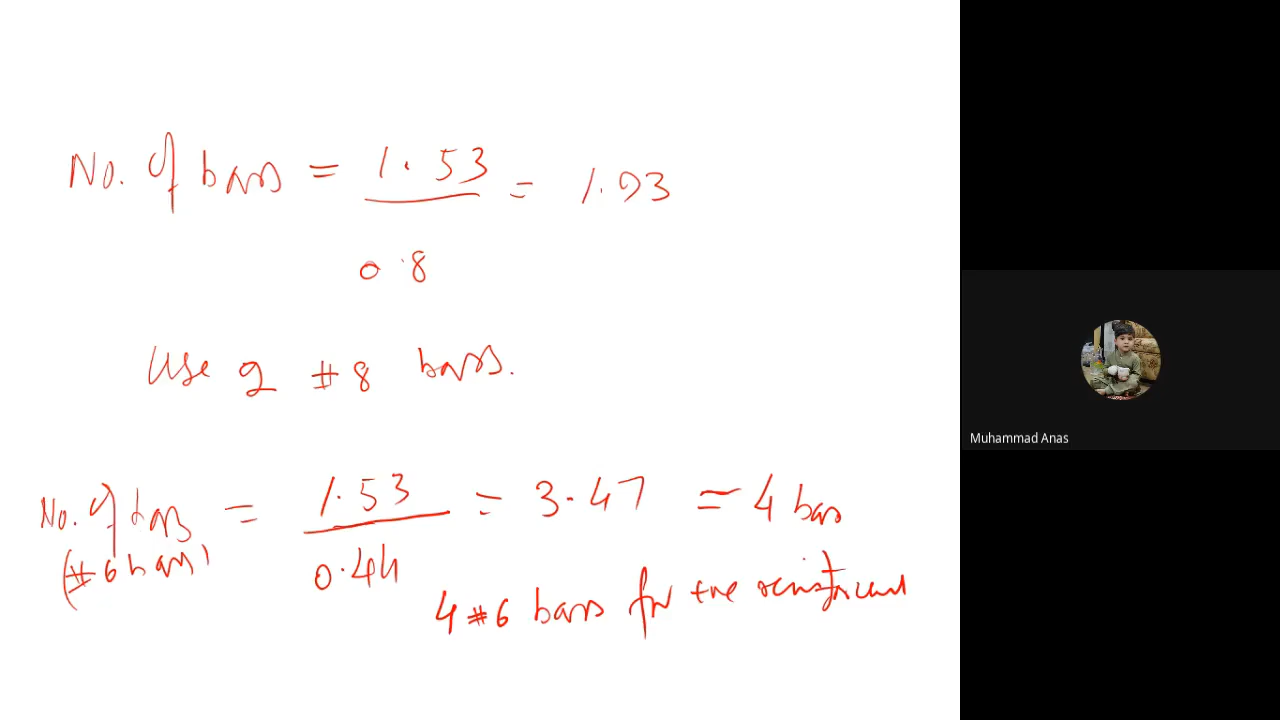 No. of bars = 1.53 / 0.8 = 1.93
Use 2 #8 bars.
No. of bars = 1.53 / 0.44 = 3.47 = 4 bars
(#6 bars)
4 #6 bars for the reinforcement
Muhammad Anas